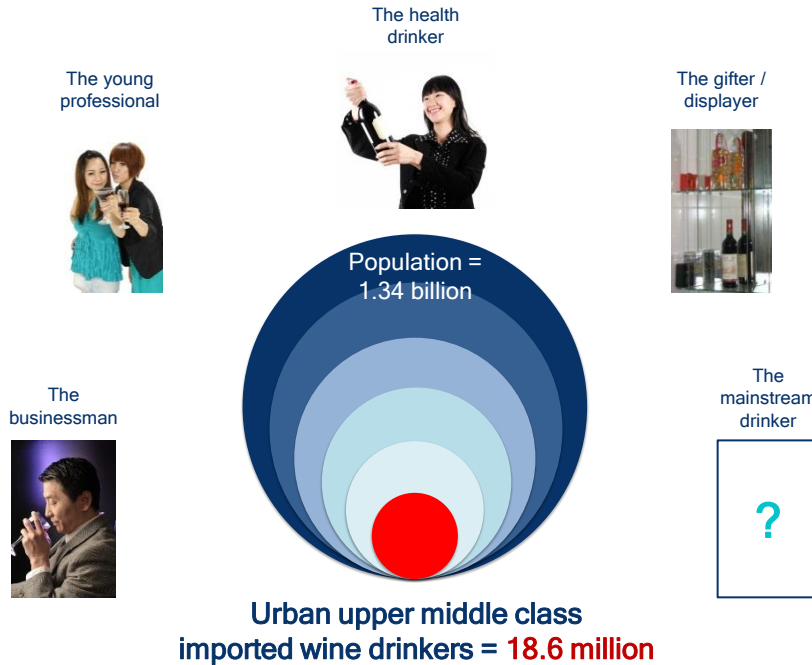 The health
drinker
The young
professional
The gifter /
displayer
Population =
1.34 billion
The
businessman
The
mainstream
drinker
?
Urban upper middle class
imported wine drinkers = 18.6 million